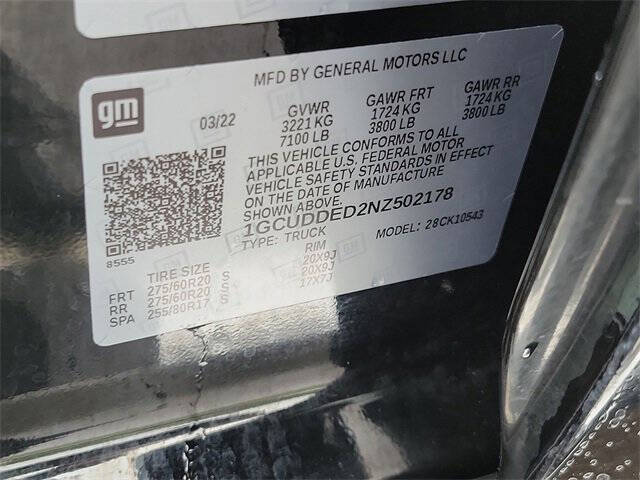 MFD BY GENERAL MOTORS LLC
gm
03/22
GVWR GAWR FRT GAWR RR
3221 KG 1724 KG 1724 KG
7100 LB 3800 LB 3800 LB
THIS VEHICLE CONFORMS TO ALL
APPLICABLE U.S. FEDERAL MOTOR
VEHICLE SAFETY STANDARDS IN EFFECT
ON THE DATE OF MANUFACTURE
SHOWN ABOVE.
1GCUDDED2NZ502178
TYPE: TRUCK MODEL: 28CK10543
8555
TIRE SIZE RIM
FRT 275/60R20 S 20X9J
RR 275/60R20 S 20X9J
SPA 255/80R17 S 17X7J